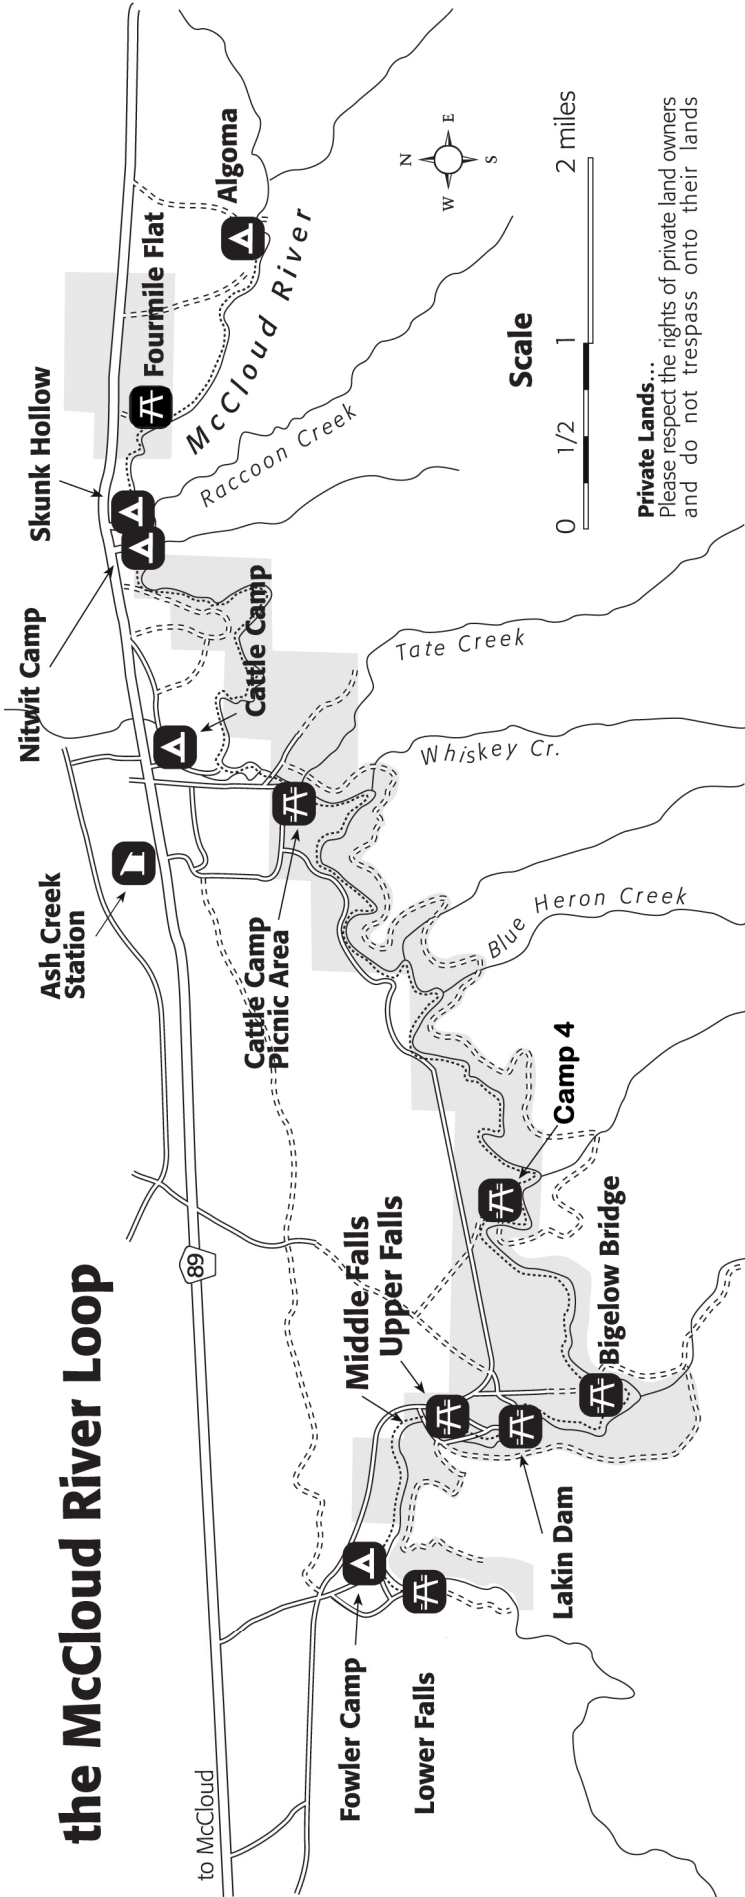 the McCloud River Loop
to McCloud
89
Ash Creek
Station
Nitwit Camp
Skunk Hollow
Fourmile Flat
Algoma
McCloud River
Raccoon Creek
Cattle Camp
Tate Creek
Whiskey Cr.
Cattle Camp
Picnic Area
Blue Heron Creek
Camp 4
Middle Falls
Upper Falls
Bigelow Bridge
Lakin Dam
Fowler Camp
Lower Falls
N
W
E
S
Scale
0
1/2
1
2 miles
Private Lands...
Please respect the rights of private land owners
and do not trespass onto their lands